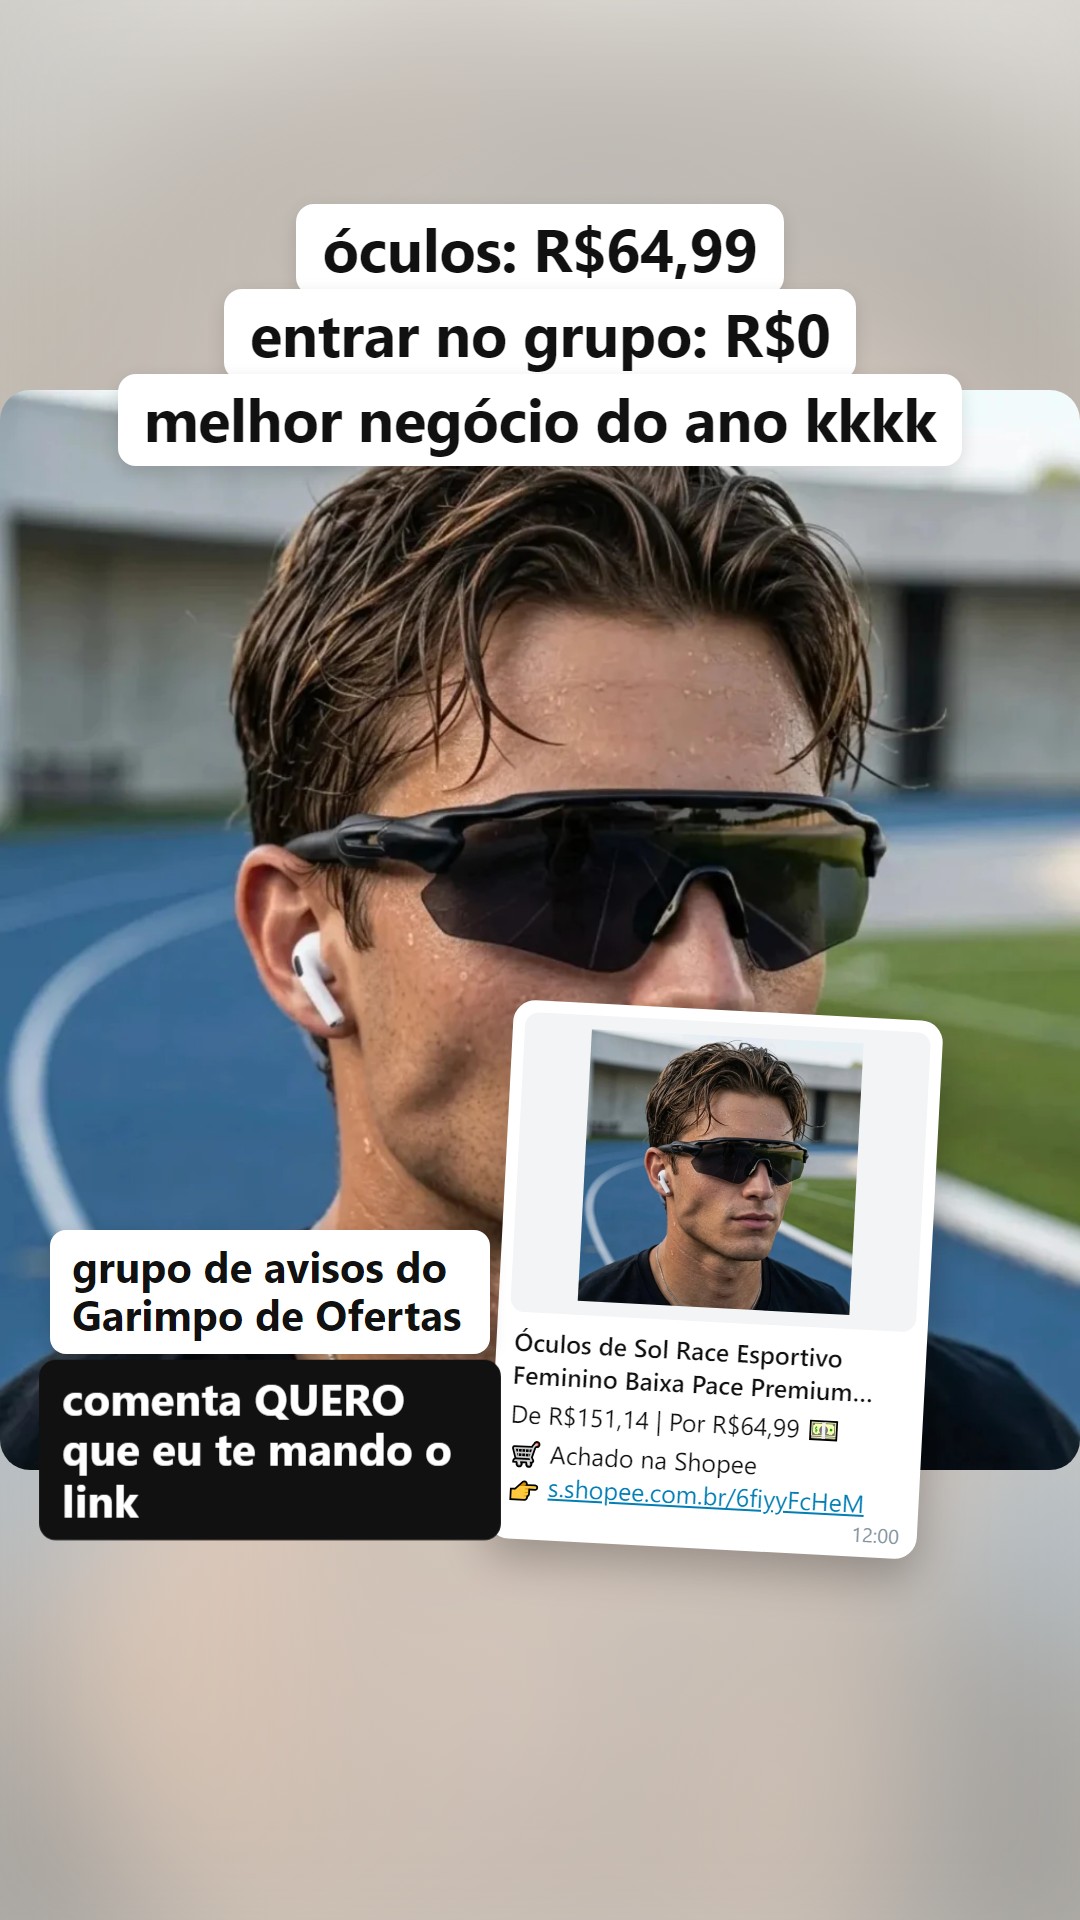 óculos: R$64,99
entrar no grupo: R$0
melhor negócio do ano kkkk
grupo de avisos do
Garimpo de Ofertas
comenta QUERO
que eu te mando o
link
Óculos de Sol Race Esportivo
Feminino Baixa Pace Premium...
De R$151,14 | Por R$64,99 💵
🛒 Achado na Shopee
👉 s.shopee.com.br/6fiyyFcHeM
12:00